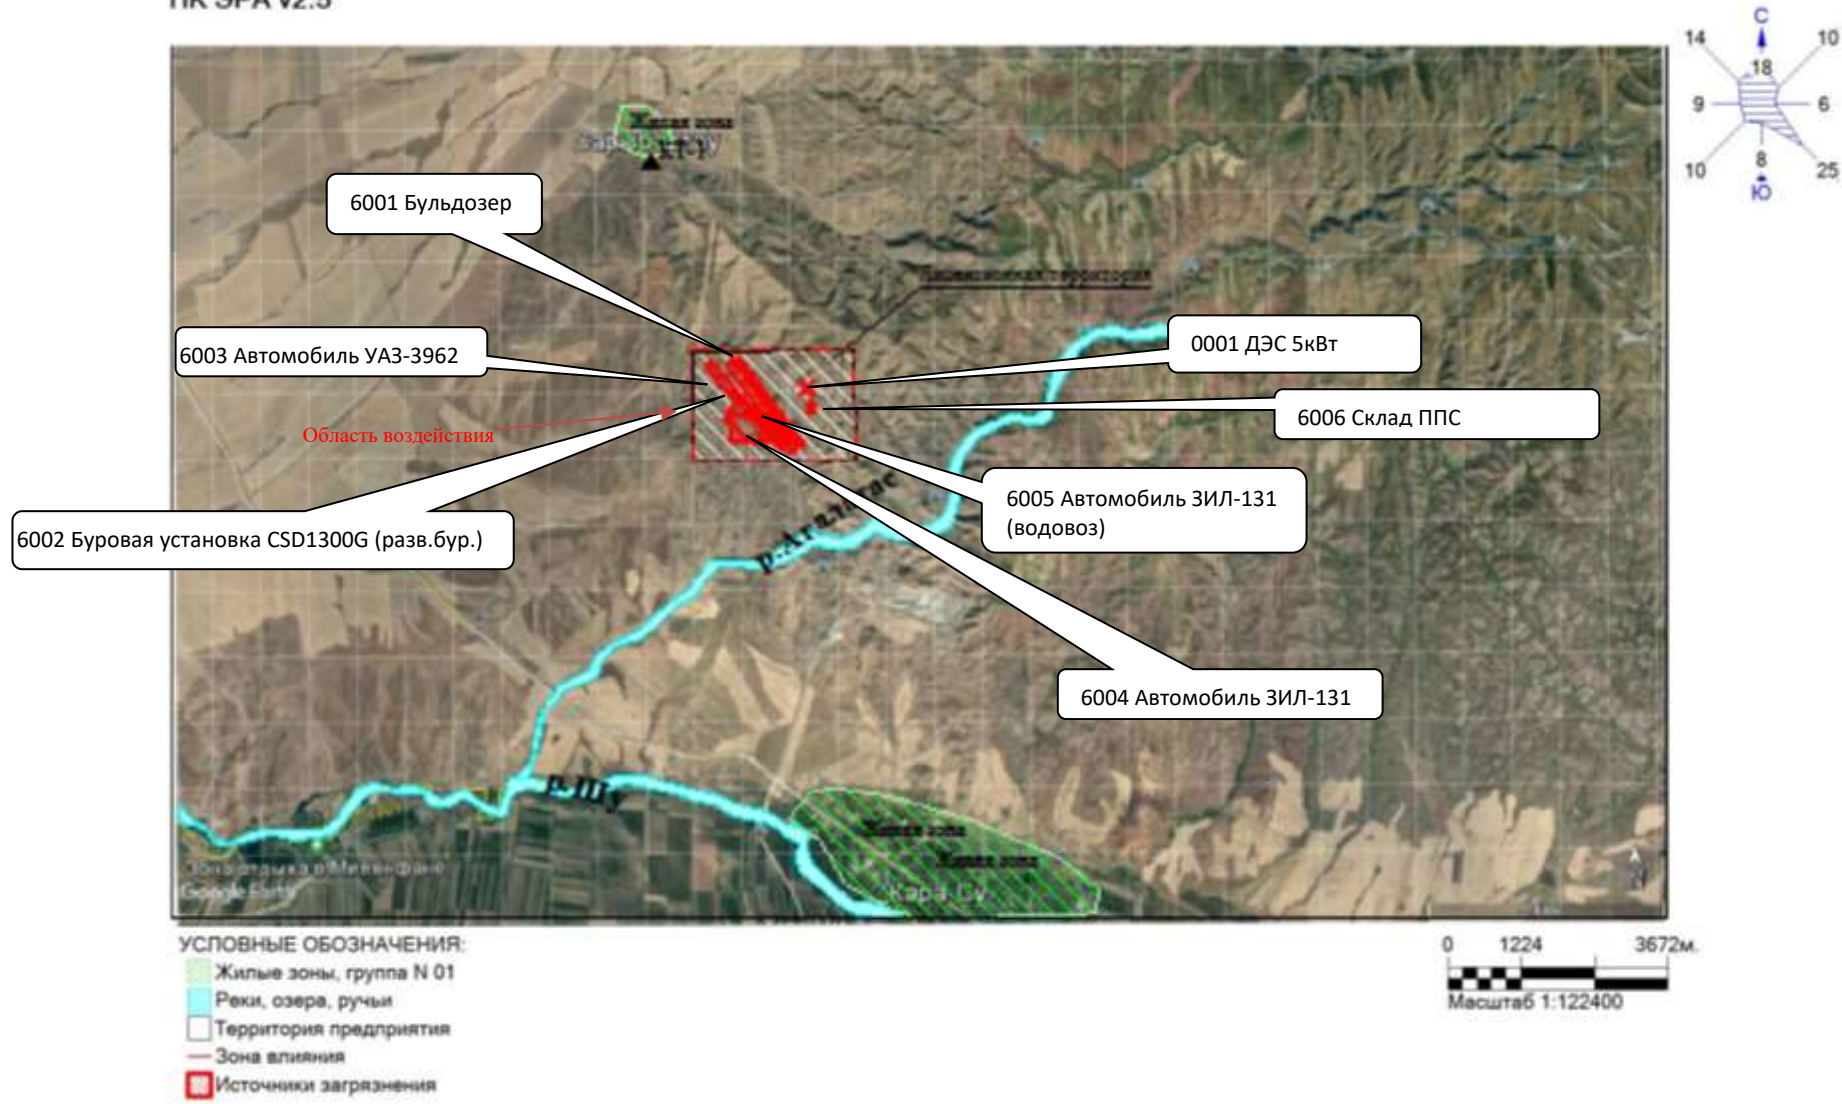 ПК ЭРА v2.5
С
14
10
18
9
6
10
8
25
Ю
Жилая зона
6001 Бульдозер
Лицензионная территория
6003 Автомобиль УАЗ-3962
0001 ДЭС 5кВт
6006 Склад ППС
Область воздействия
6005 Автомобиль ЗИЛ-131
(водовоз)
6002 Буровая установка CSD1300G (разв.бур.)
6004 Автомобиль ЗИЛ-131
р.Шу
Жилая зона
Жилая зона
Google Earth
Кара-Су
УСЛОВНЫЕ ОБОЗНАЧЕНИЯ:
Жилые зоны, группа N 01
Реки, озера, ручьи
Территория предприятия
Зона влияния
Источники загрязнения
0 1224 3672м.
Масштаб 1:122400